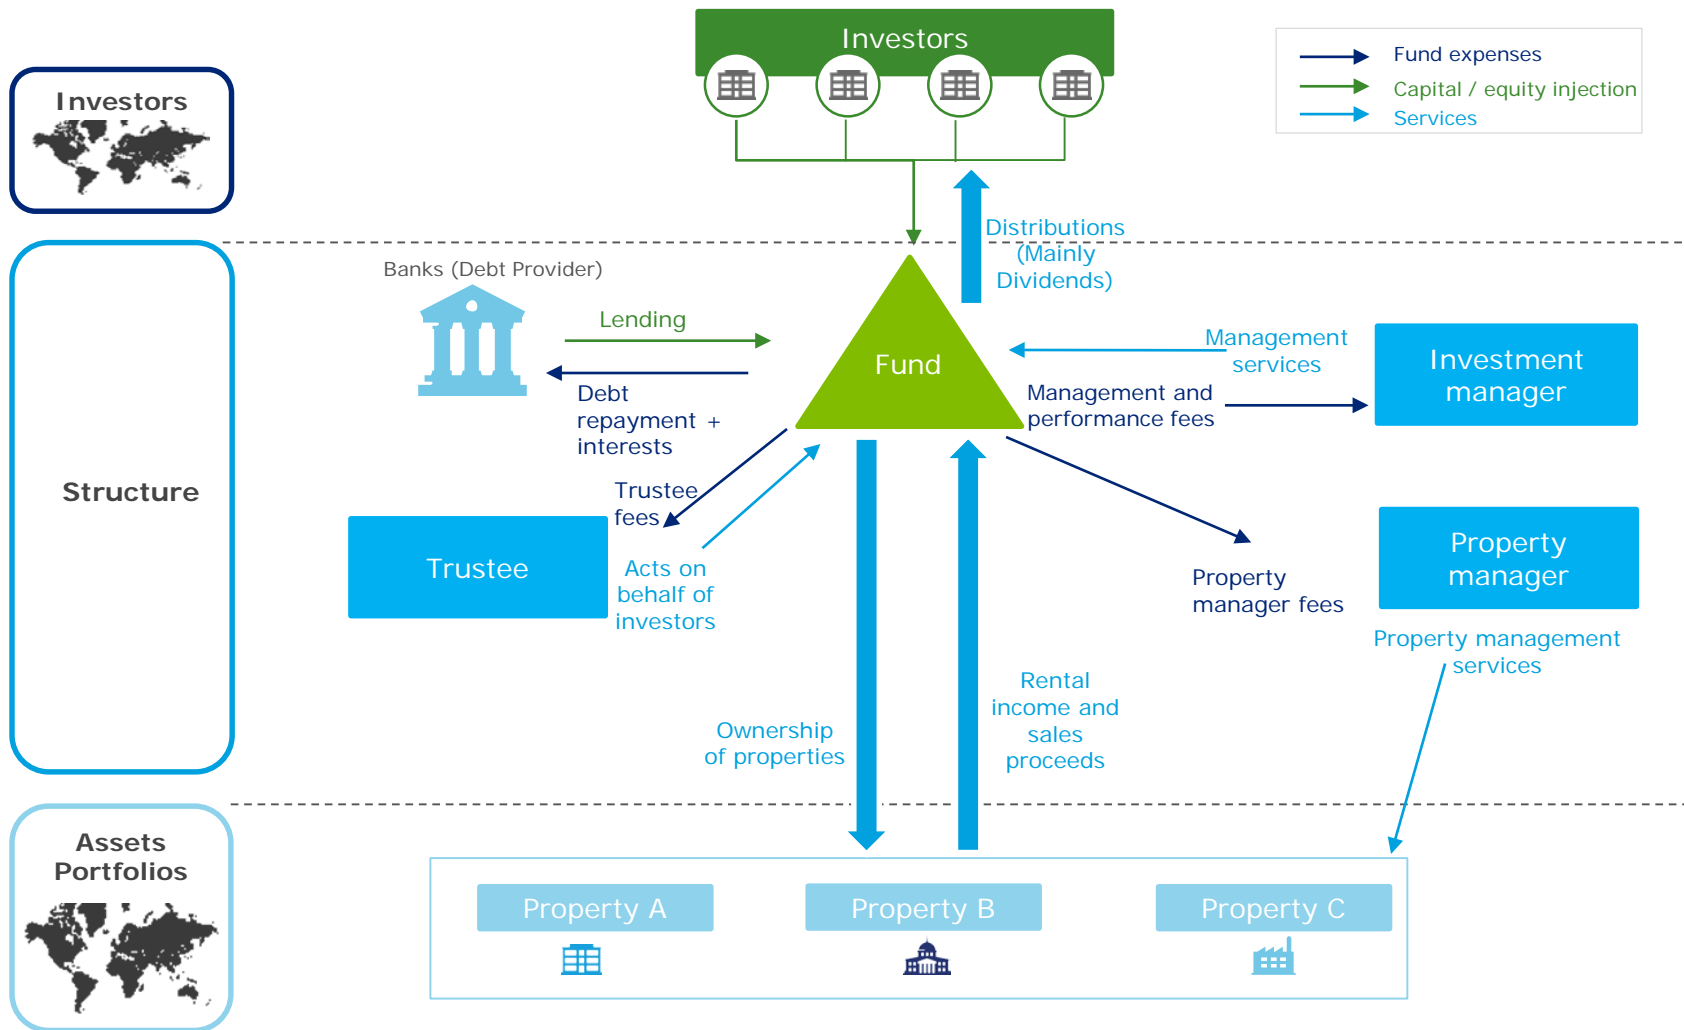 Investors
Fund expenses
Capital / equity injection
Services
Investors
Distributions
(Mainly
Dividends)
Banks (Debt Provider)
Lending
Debt
repayment +
interests
Fund
Management
services
Management and
performance fees
Investment
manager
Structure
Trustee
fees
Trustee
Acts on
behalf of
investors
Property
manager fees
Property
manager
Property management
services
Ownership
of properties
Rental
income and
sales
proceeds
Assets
Portfolios
Property A
Property B
Property C